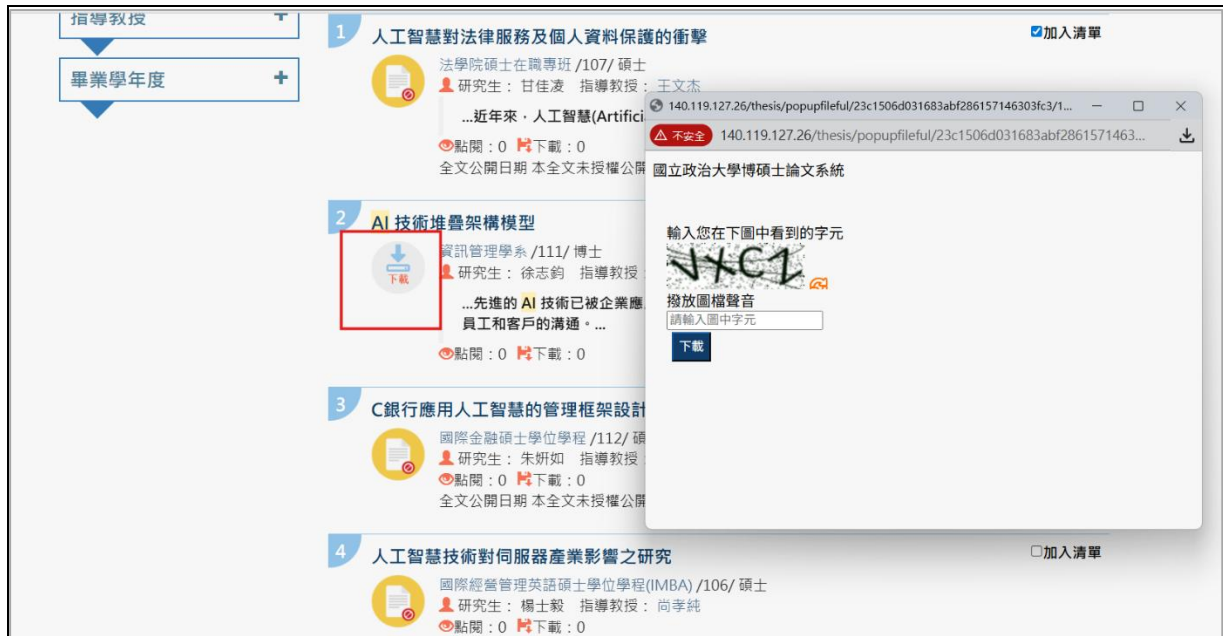 指導教授 +
畢業學年度 +
1 人工智慧對法律服務及個人資料保護的衝擊
加入清單
法學院碩士在職專班 /107/ 碩士
研究生： 甘佳凌 指導教授： 王文杰
...近年來，人工智慧(Artifici
點閱：0 下載：0
全文公開日期 本全文未授權公開
2 AI 技術堆疊架構模型
下載
資訊管理學系 /111/ 博士
研究生： 徐志鈞 指導教授：
...先進的 AI 技術已被企業應
員工和客戶的溝通。...
點閱：0 下載：0
3 C銀行應用人工智慧的管理框架設計
國際金融碩士學位學程 /112/ 碩
研究生： 朱妍如 指導教授：
點閱：0 下載：0
全文公開日期 本全文未授權公開
4 人工智慧技術對伺服器產業影響之研究
加入清單
國際經營管理英語碩士學位學程(IMBA) /106/ 碩士
研究生： 楊士毅 指導教授： 尚孝純
點閱：0 下載：0
140.119.127.26/thesis/popupfileful/23c1506d031683abf286157146303fc3/1...
不安全 140.119.127.26/thesis/popupfileful/23c1506d031683abf2861571463...
國立政治大學博碩士論文系統
輸入您在下圖中看到的字元
撥放圖檔聲音
請輸入圖中字元
下載